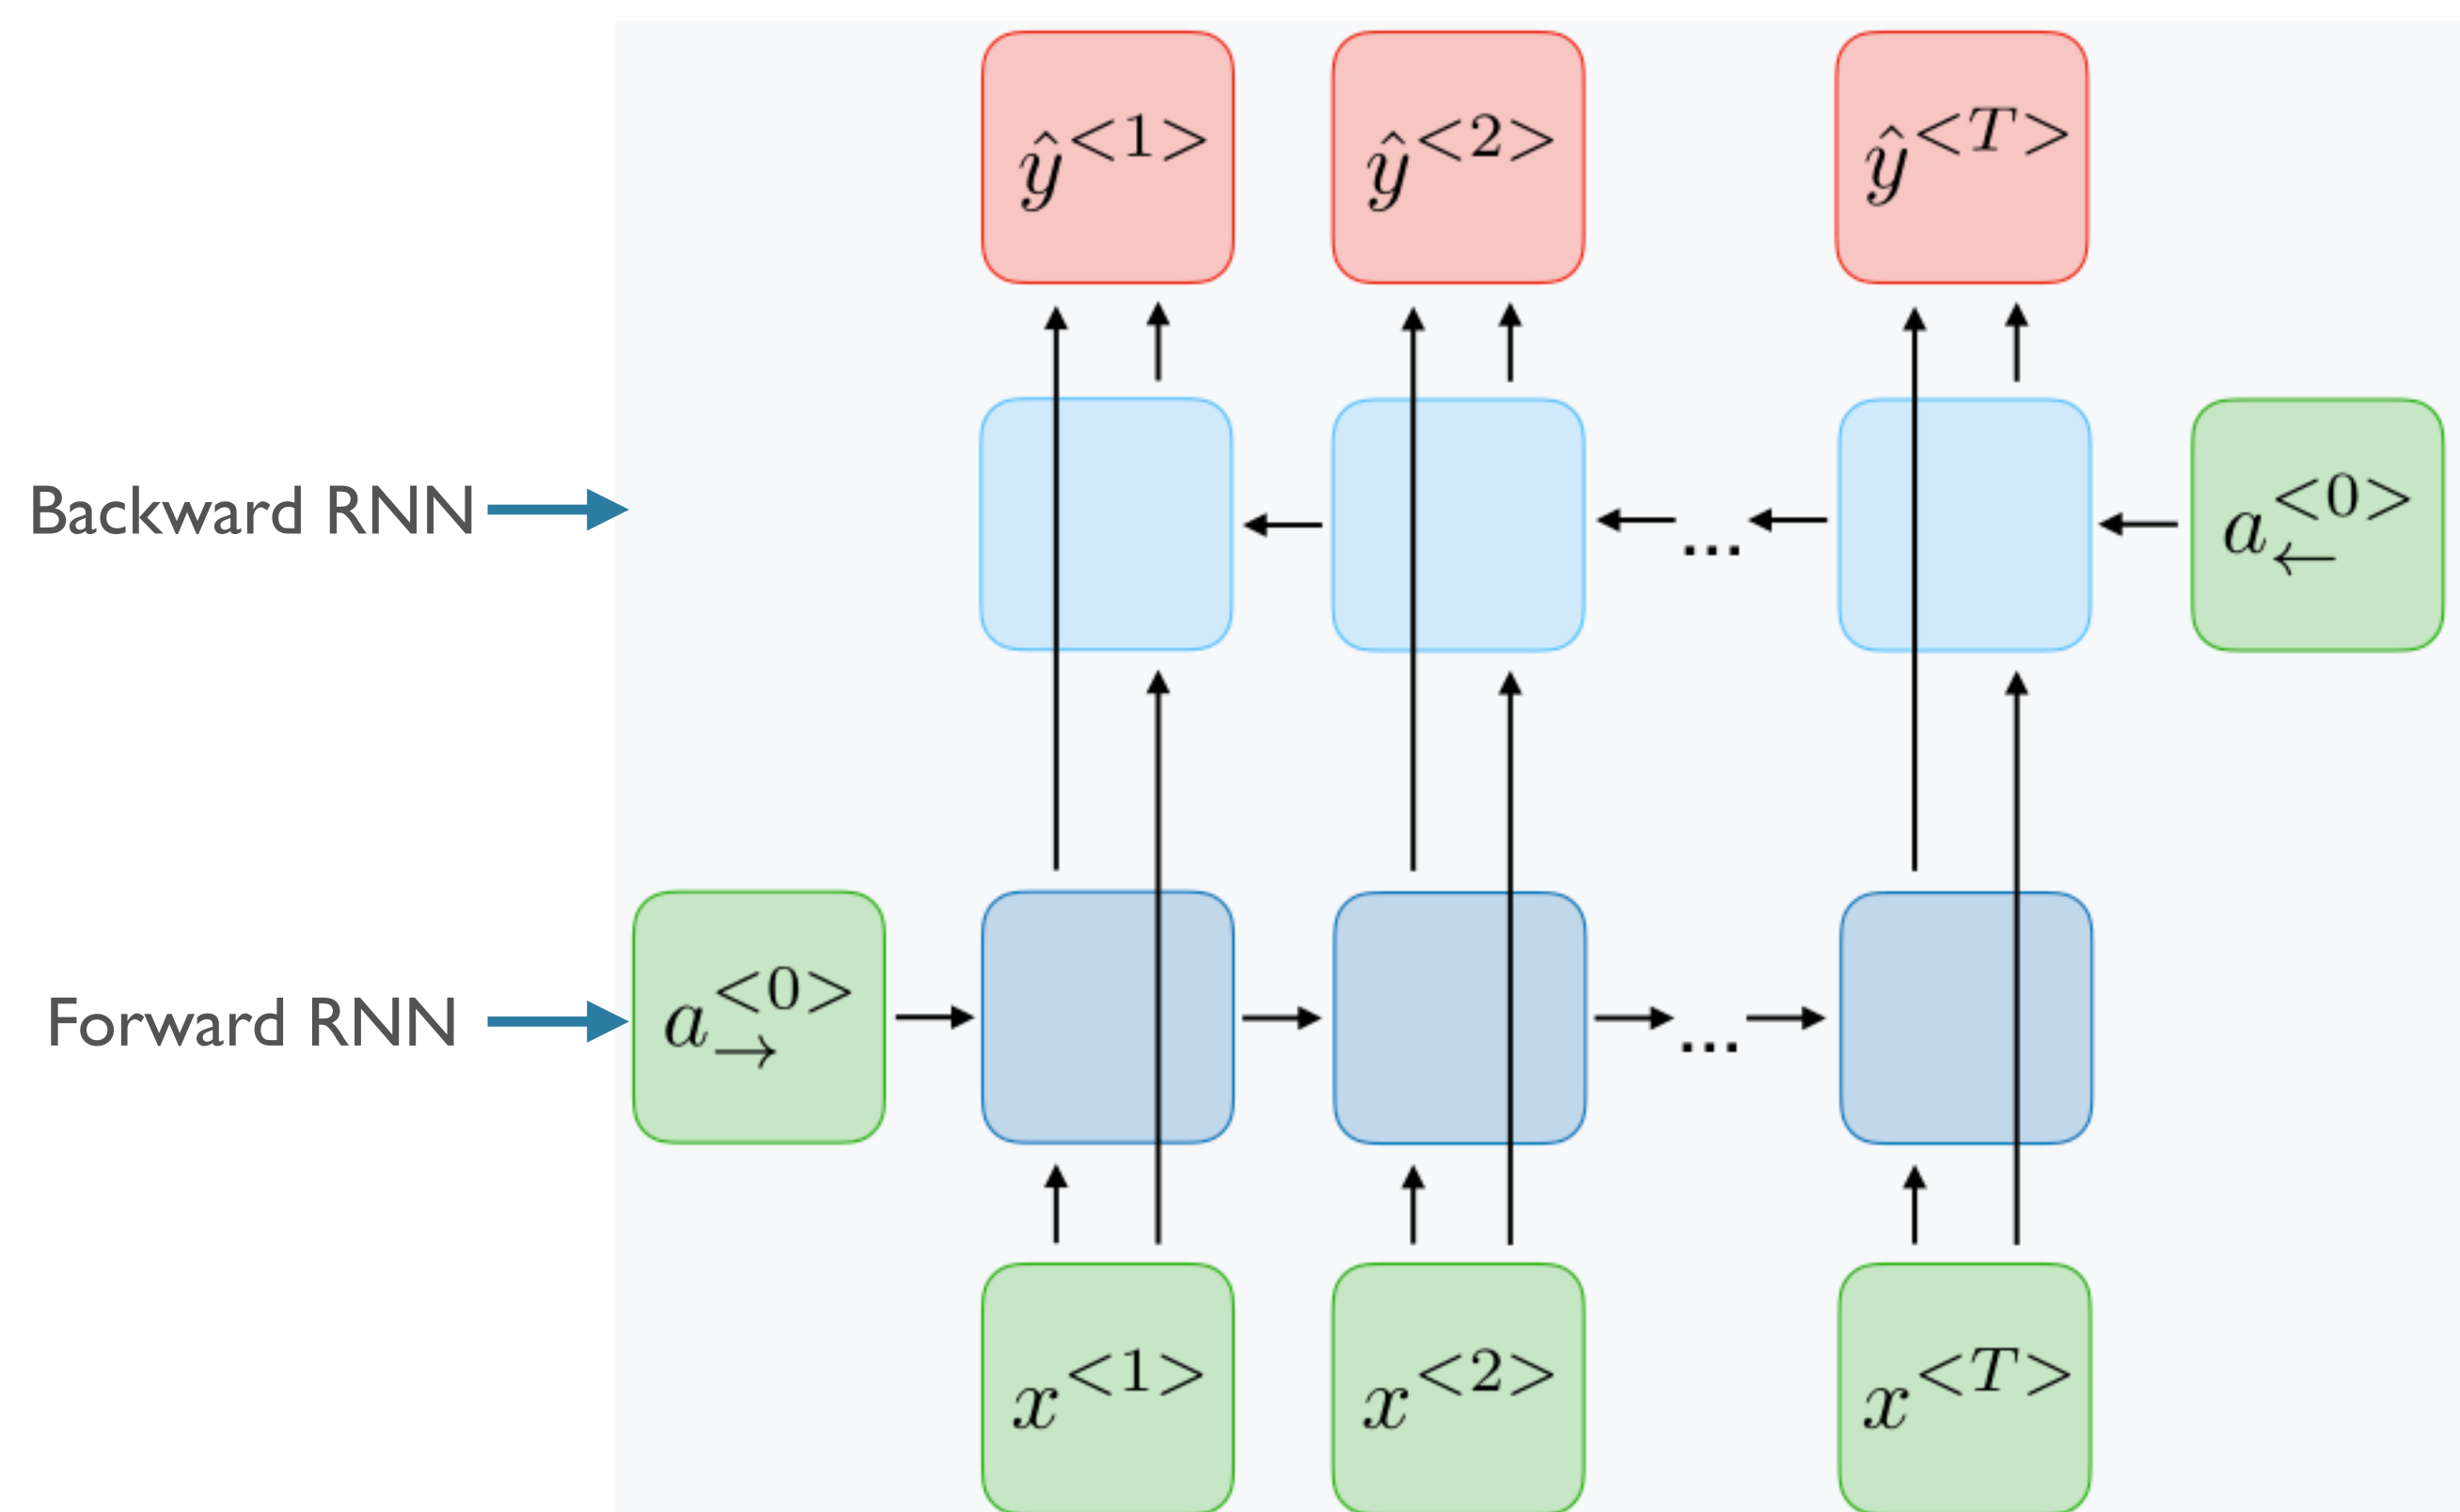 ŷ<1> ŷ<2> ŷ<T>
Backward RNN
... a←<0>
Forward RNN
a→<0> ...
x<1> x<2> x<T>